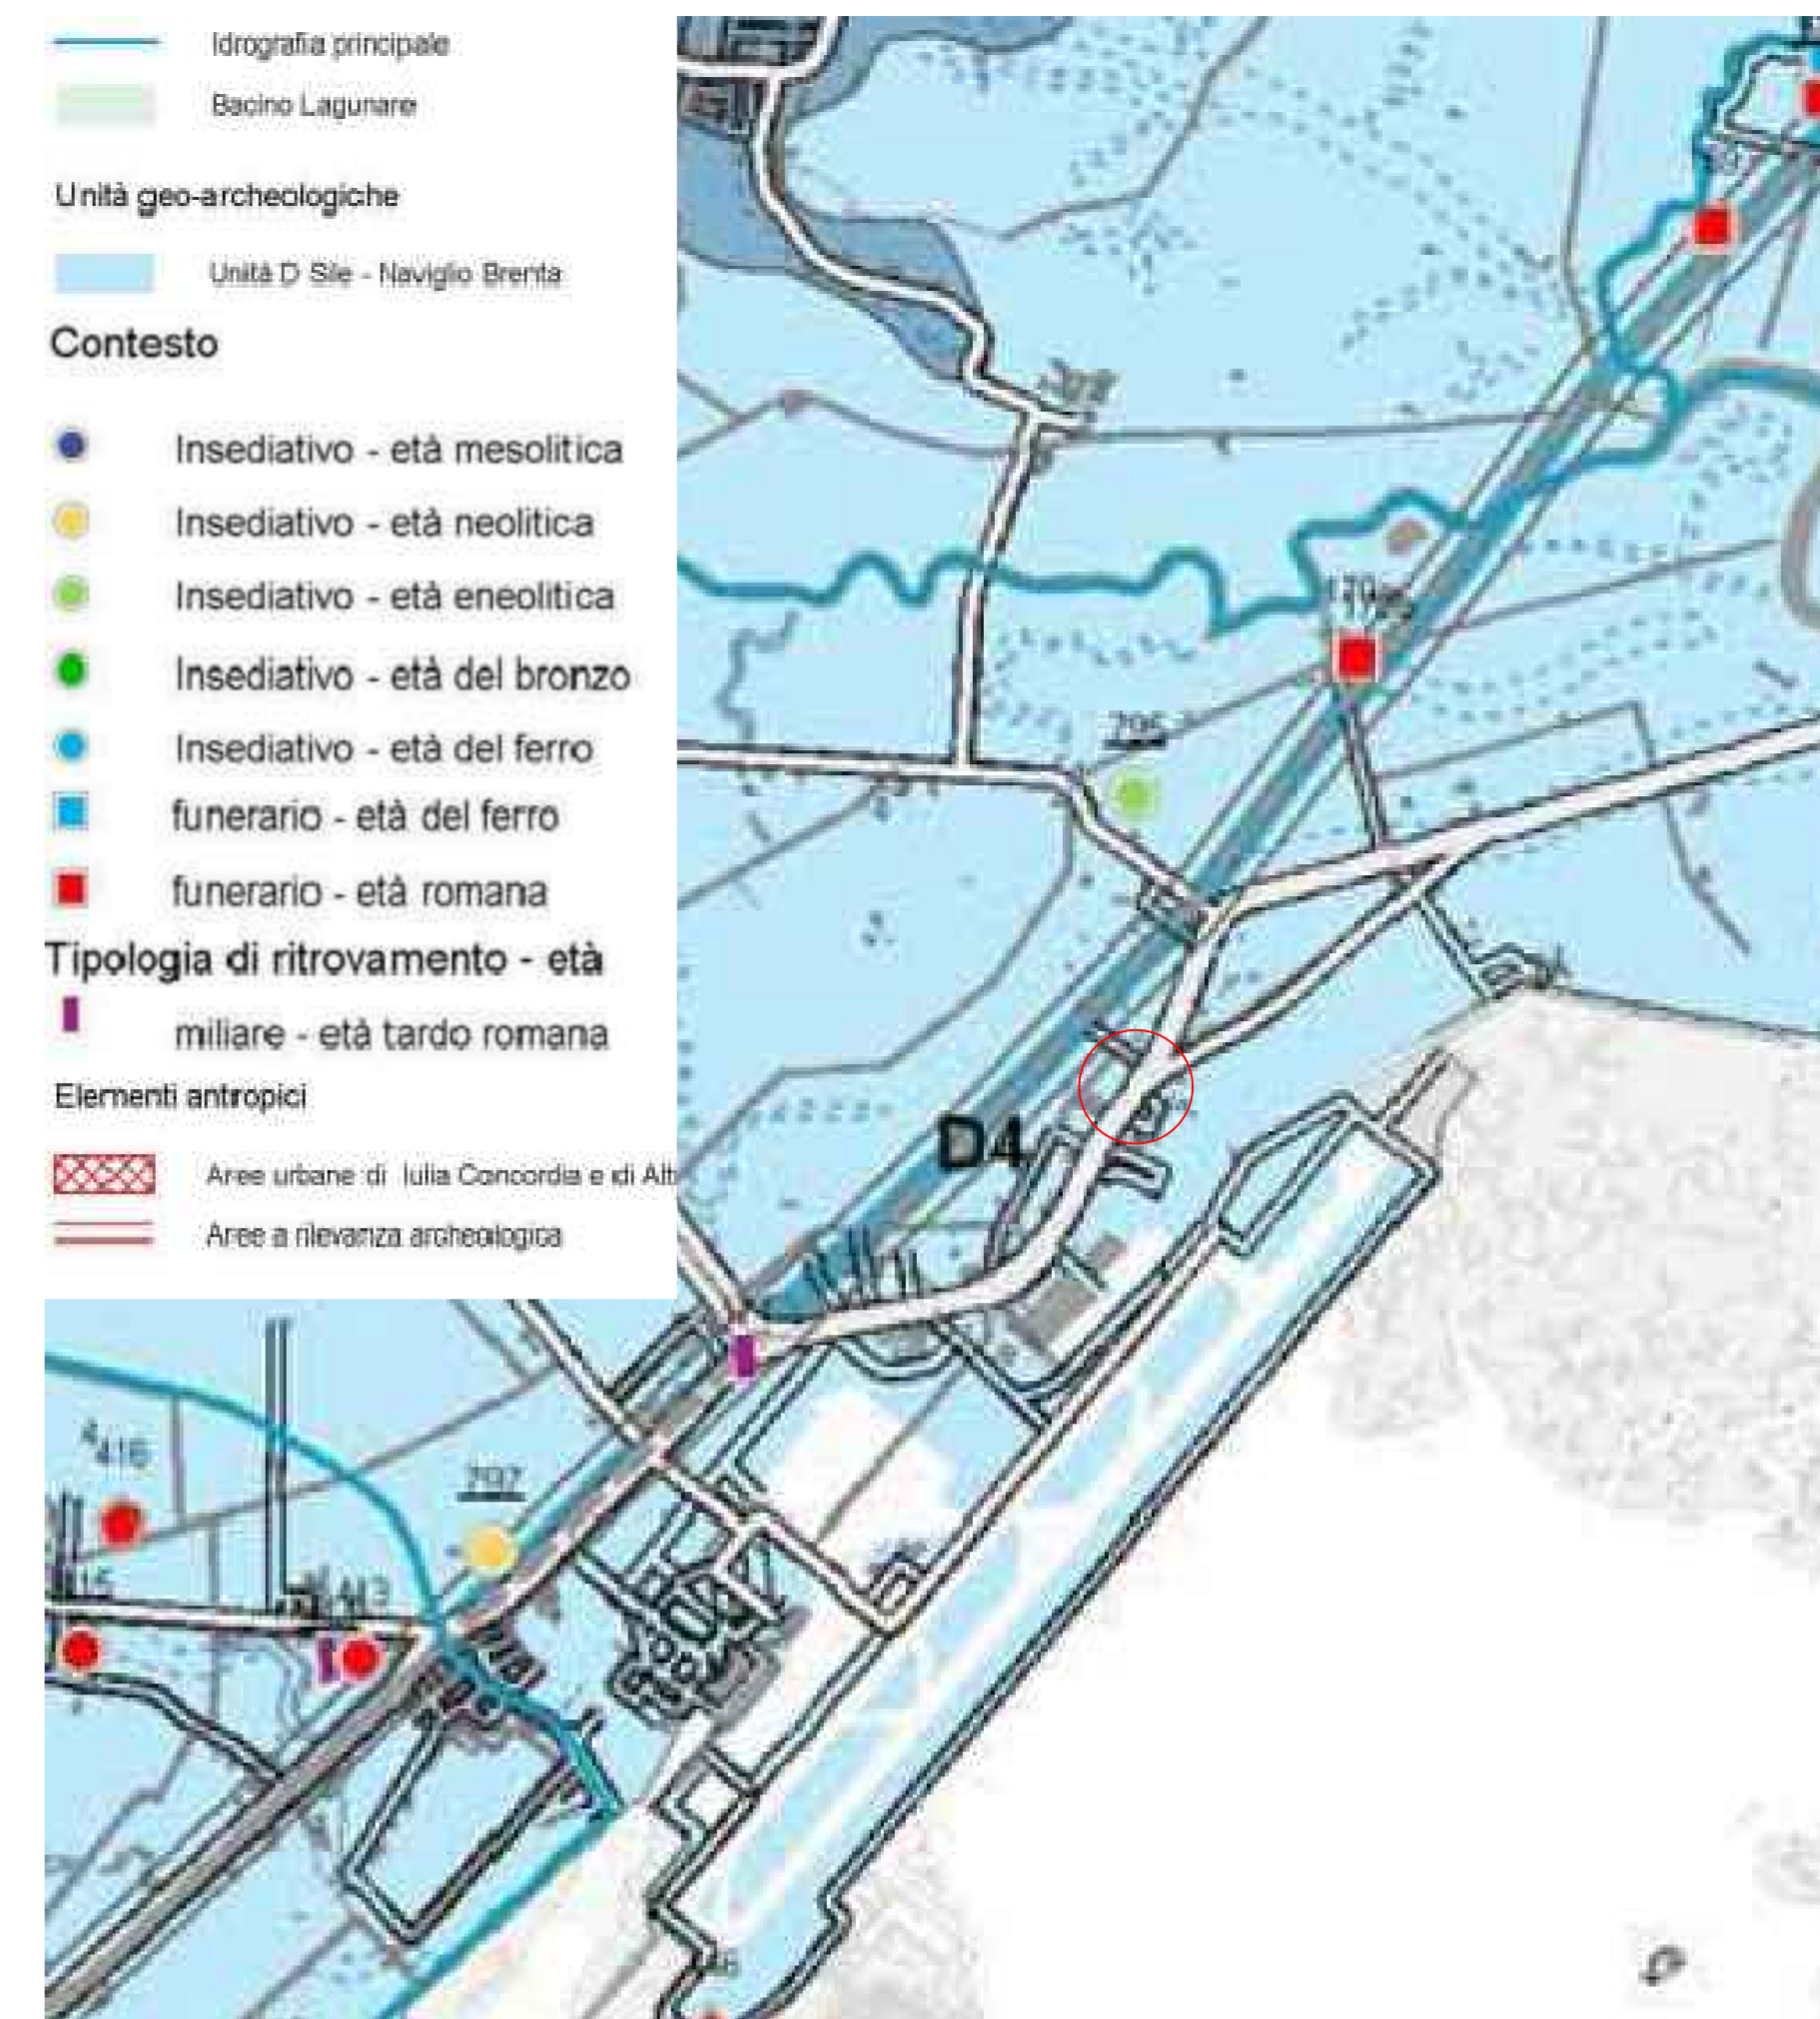 Idrografia principale
Bacino Lagunare
Unità geo-archeologiche
Unità D Sile - Naviglio Brenta
Contesto
Insediativo - età mesolitica
Insediativo - età neolitica
Insediativo - età eneolitica
Insediativo - età del bronzo
Insediativo - età del ferro
funerario - età del ferro
funerario - età romana
Tipologia di ritrovamento - età
miliare - età tardo romana
Elementi antropici
Aree urbane di Iulia Concordia e di Alt
Aree a rilevanza archeologica
D4
416